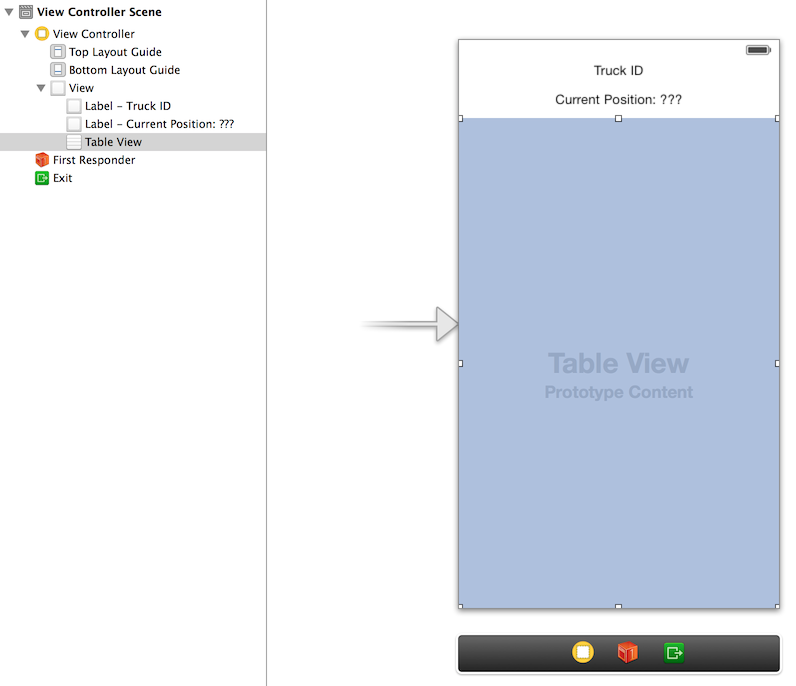 View Controller Scene
View Controller
Top Layout Guide
Bottom Layout Guide
View
Label – Truck ID
Label – Current Position: ???
Table View
First Responder
Exit
Truck ID
Current Position: ???
Table View
Prototype Content